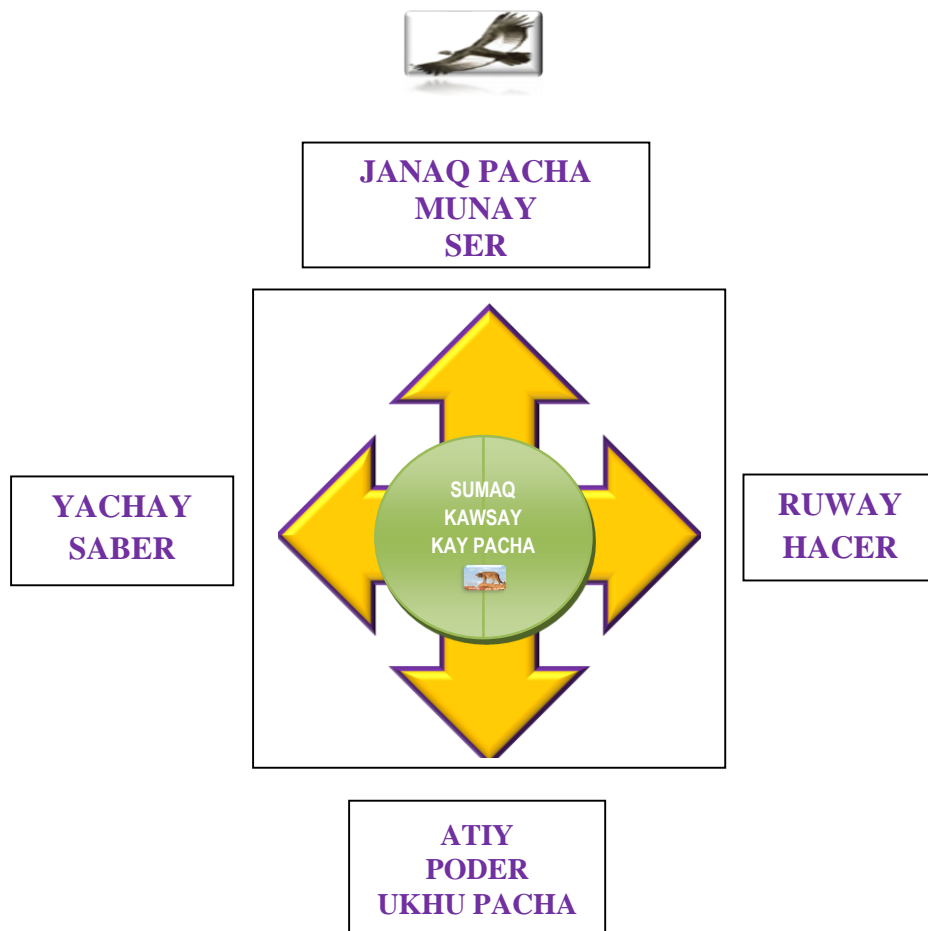 JANAQ PACHA
MUNAY
SER
YACHAY
SABER
SUMAQ
KAWSAY
KAY PACHA
RUWAY
HACER
ATIY
PODER
UKHU PACHA